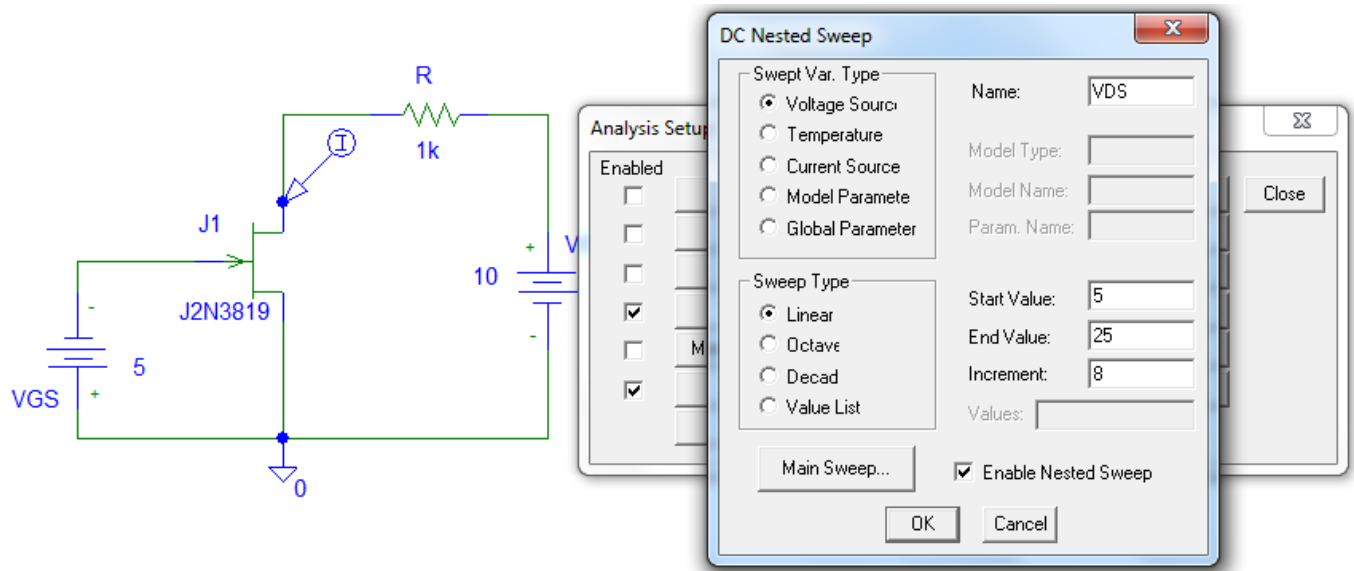 R
1k
I
J1
J2N3819
5
VGS
-
+
10
V
+
-
0
Analysis Setup
Enabled
M
Close
DC Nested Sweep
Swept Var. Type
Voltage Sourc
Temperature
Current Source
Model Paramete
Global Parameter
Name: VDS
Model Type:
Model Name:
Param. Name:
Sweep Type
Linear
Octave
Decad
Value List
Start Value: 5
End Value: 25
Increment: 8
Values:
Main Sweep...
Enable Nested Sweep
OK
Cancel